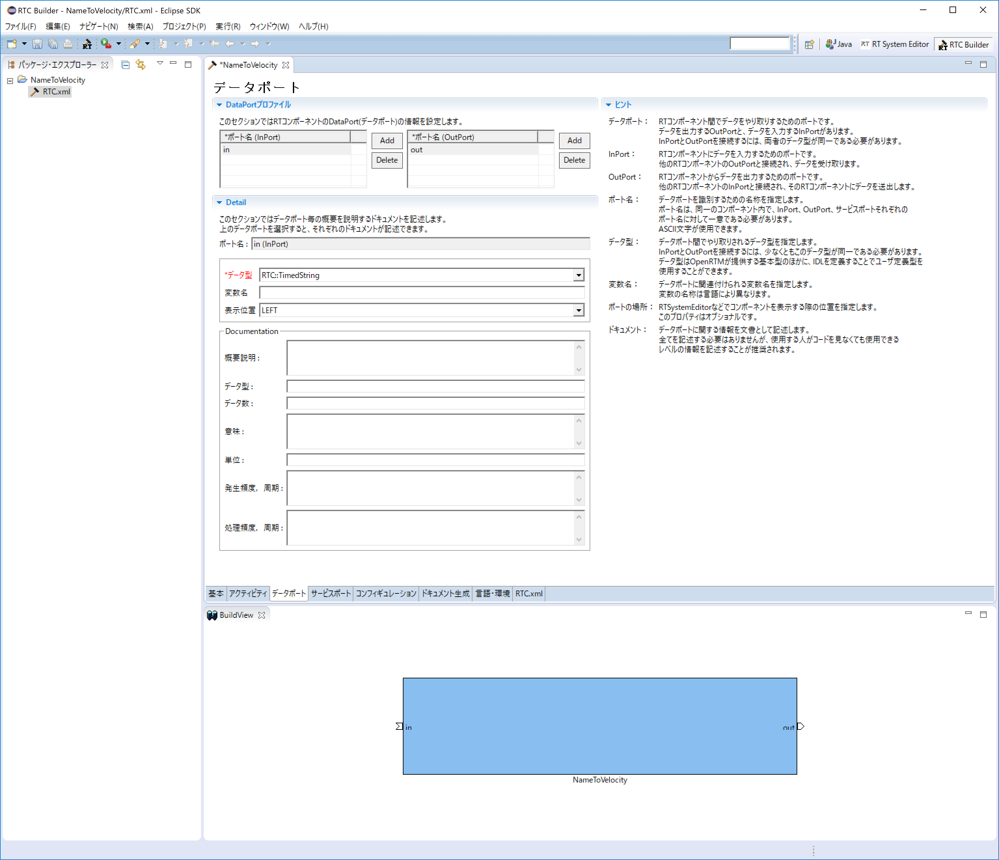 RTC Builder - NameToVelocity/RTC.xml - Eclipse SDK
ファイル(F) 編集(E) ナビゲート(N) 検索(A) プロジェクト(P) 実行(R) ウィンドウ(W) ヘルプ(H)
RT
Java
RT RT System Editor
RT RTC Builder
パッケージ・エクスプローラー
NameToVelocity
RTC.xml
*NameToVelocity
データポート
DataPortプロファイル
このセクションではRTコンポーネントのDataPort(データポート)の情報を設定します。
*ポート名 (InPort)
in
Add
Delete
*ポート名 (OutPort)
out
Add
Delete
Detail
このセクションではデータポート毎の概要を説明するドキュメントを記述します。
上のデータポートを選択すると、それぞれのドキュメントが記述できます。
ポート名 : in (InPort)
*データ型 RTC::TimedString
変数名
表示位置 LEFT
Documentation
概要説明 :
データ型 :
データ数 :
意味 :
単位 :
発生頻度, 周期 :
処理頻度, 周期 :
ヒント
データポート : RTコンポーネント間でデータをやり取りするためのポートです。
データを出力するOutPortと、データを入力するInPortがあります。
InPortとOutPortを接続するには、両者のデータ型が同一である必要があります。
InPort : RTコンポーネントにデータを入力するためのポートです。
他のRTコンポーネントのOutPortと接続され、データを受け取ります。
OutPort : RTコンポーネントからデータを出力するためのポートです。
他のRTコンポーネントのInPortと接続され、そのRTコンポーネントにデータを送出します。
ポート名 : データポートを識別するための名称を指定します。
ポート名は、同一のコンポーネント内で、InPort、OutPort、サービスポートそれぞれの
ポート名に対して一意である必要があります。
ASCII文字が使用できます。
データ型 : データポート間でやり取りされるデータ型を指定します。
InPortとOutPortを接続するには、少なくともこのデータ型が同一である必要があります。
データ型はOpenRTMが提供する基本型のほかに、IDLを定義することでユーザ定義型を
使用することができます。
変数名 : データポートに関連付けられる変数名を指定します。
変数の名称は言語により異なります。
ポートの場所 : RTSystemEditorなどでコンポーネントを表示する際の位置を指定します。
このプロパティはオプショナルです。
ドキュメント : データポートに関する情報を文書として記述します。
全てを記述する必要はありませんが、使用する人がコードを見なくても使用できる
レベルの情報を記述することが推奨されます。
基本 アクティビティ データポート サービスポート コンフィギュレーション ドキュメント生成 言語・環境 RTC.xml
BuildView
in
out
NameToVelocity